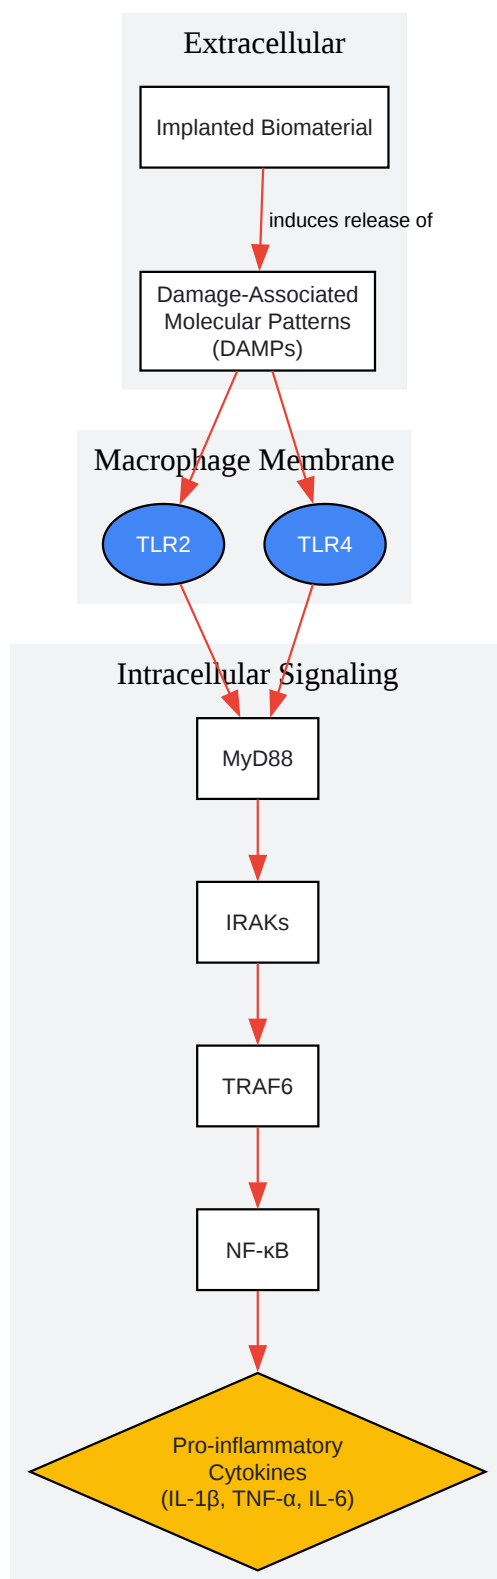 Extracellular
Implanted Biomaterial
induces release of
Damage-Associated
Molecular Patterns
(DAMPs)
Macrophage Membrane
TLR2
TLR4
Intracellular Signaling
MyD88
IRAKs
TRAF6
NF-κB
Pro-inflammatory
Cytokines
(IL-1β, TNF-α, IL-6)